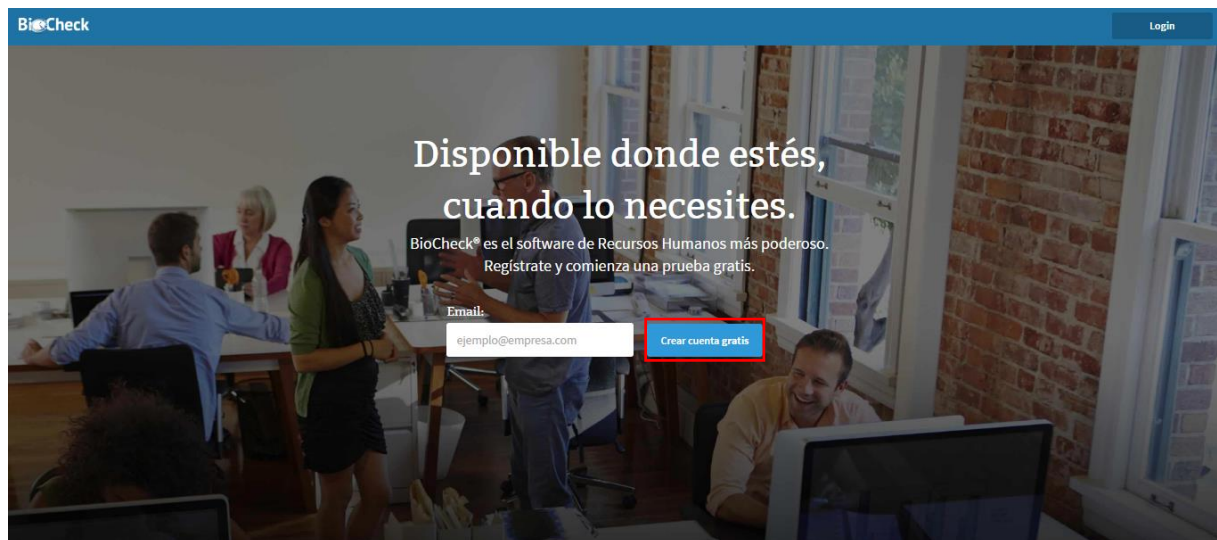 BioCheck
Login
Disponible donde estés,
cuando lo necesites.
BioCheck® es el software de Recursos Humanos más poderoso.
Regístrate y comienza una prueba gratis.
Email:
ejemplo@empresa.com
Crear cuenta gratis